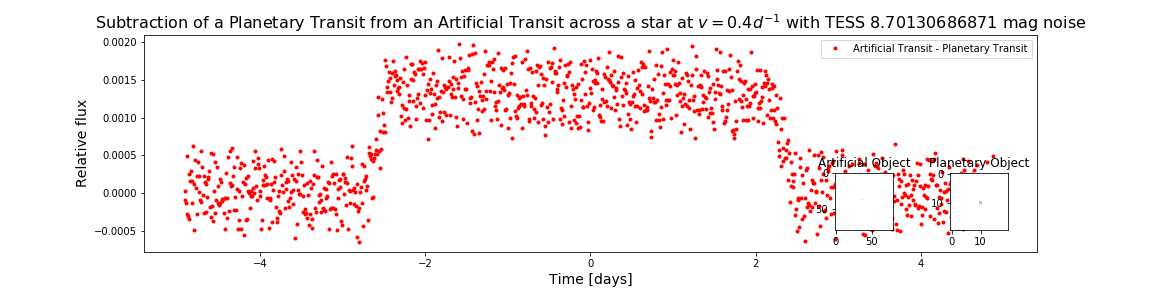 Subtraction of a Planetary Transit from an Artificial Transit across a star at v = 0.4d⁻¹ with TESS 8.70130686871 mag noise
Relative flux
0.0020
0.0015
0.0010
0.0005
0.0000
−0.0005
Artificial Transit - Planetary Transit
Artificial Object
0
50
0 50
Planetary Object
0
10
0 10
−4 −2 0 2 4
Time [days]